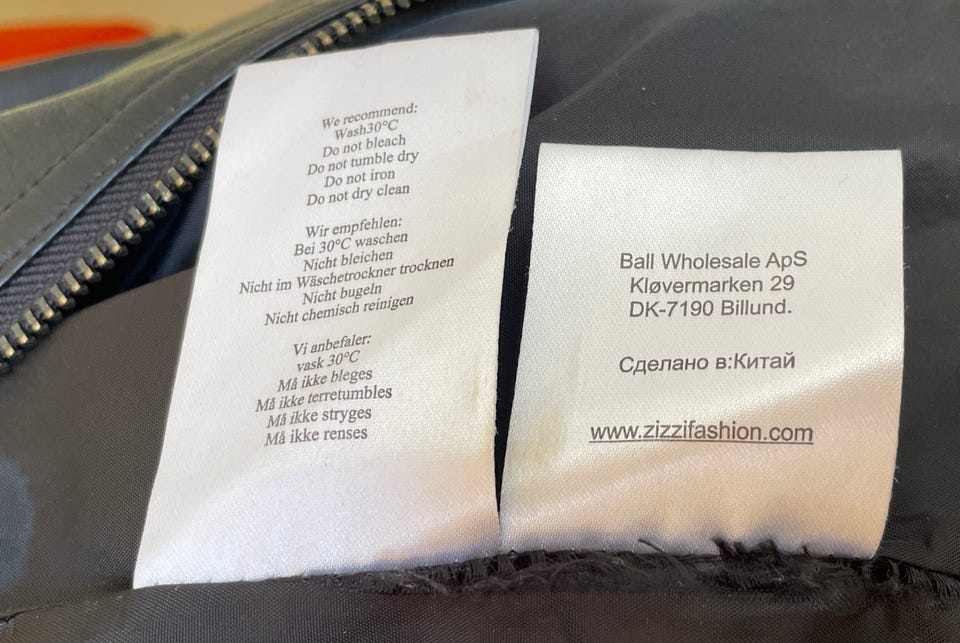 We recommend:
Wash30°C
Do not bleach
Do not tumble dry
Do not iron
Do not dry clean
Wir empfehlen:
Bei 30°C waschen
Nicht bleichen
Nicht im Wäschetrockner trocknen
Nicht bugeln
Nicht chemisch reinigen
Vi anbefaler:
vask 30°C
Må ikke bleges
Må ikke terretumbles
Må ikke stryges
Må ikke renses
Ball Wholesale ApS
Kløvermarken 29
DK-7190 Billund.
Сделано в:Китай
www.zizzifashion.com